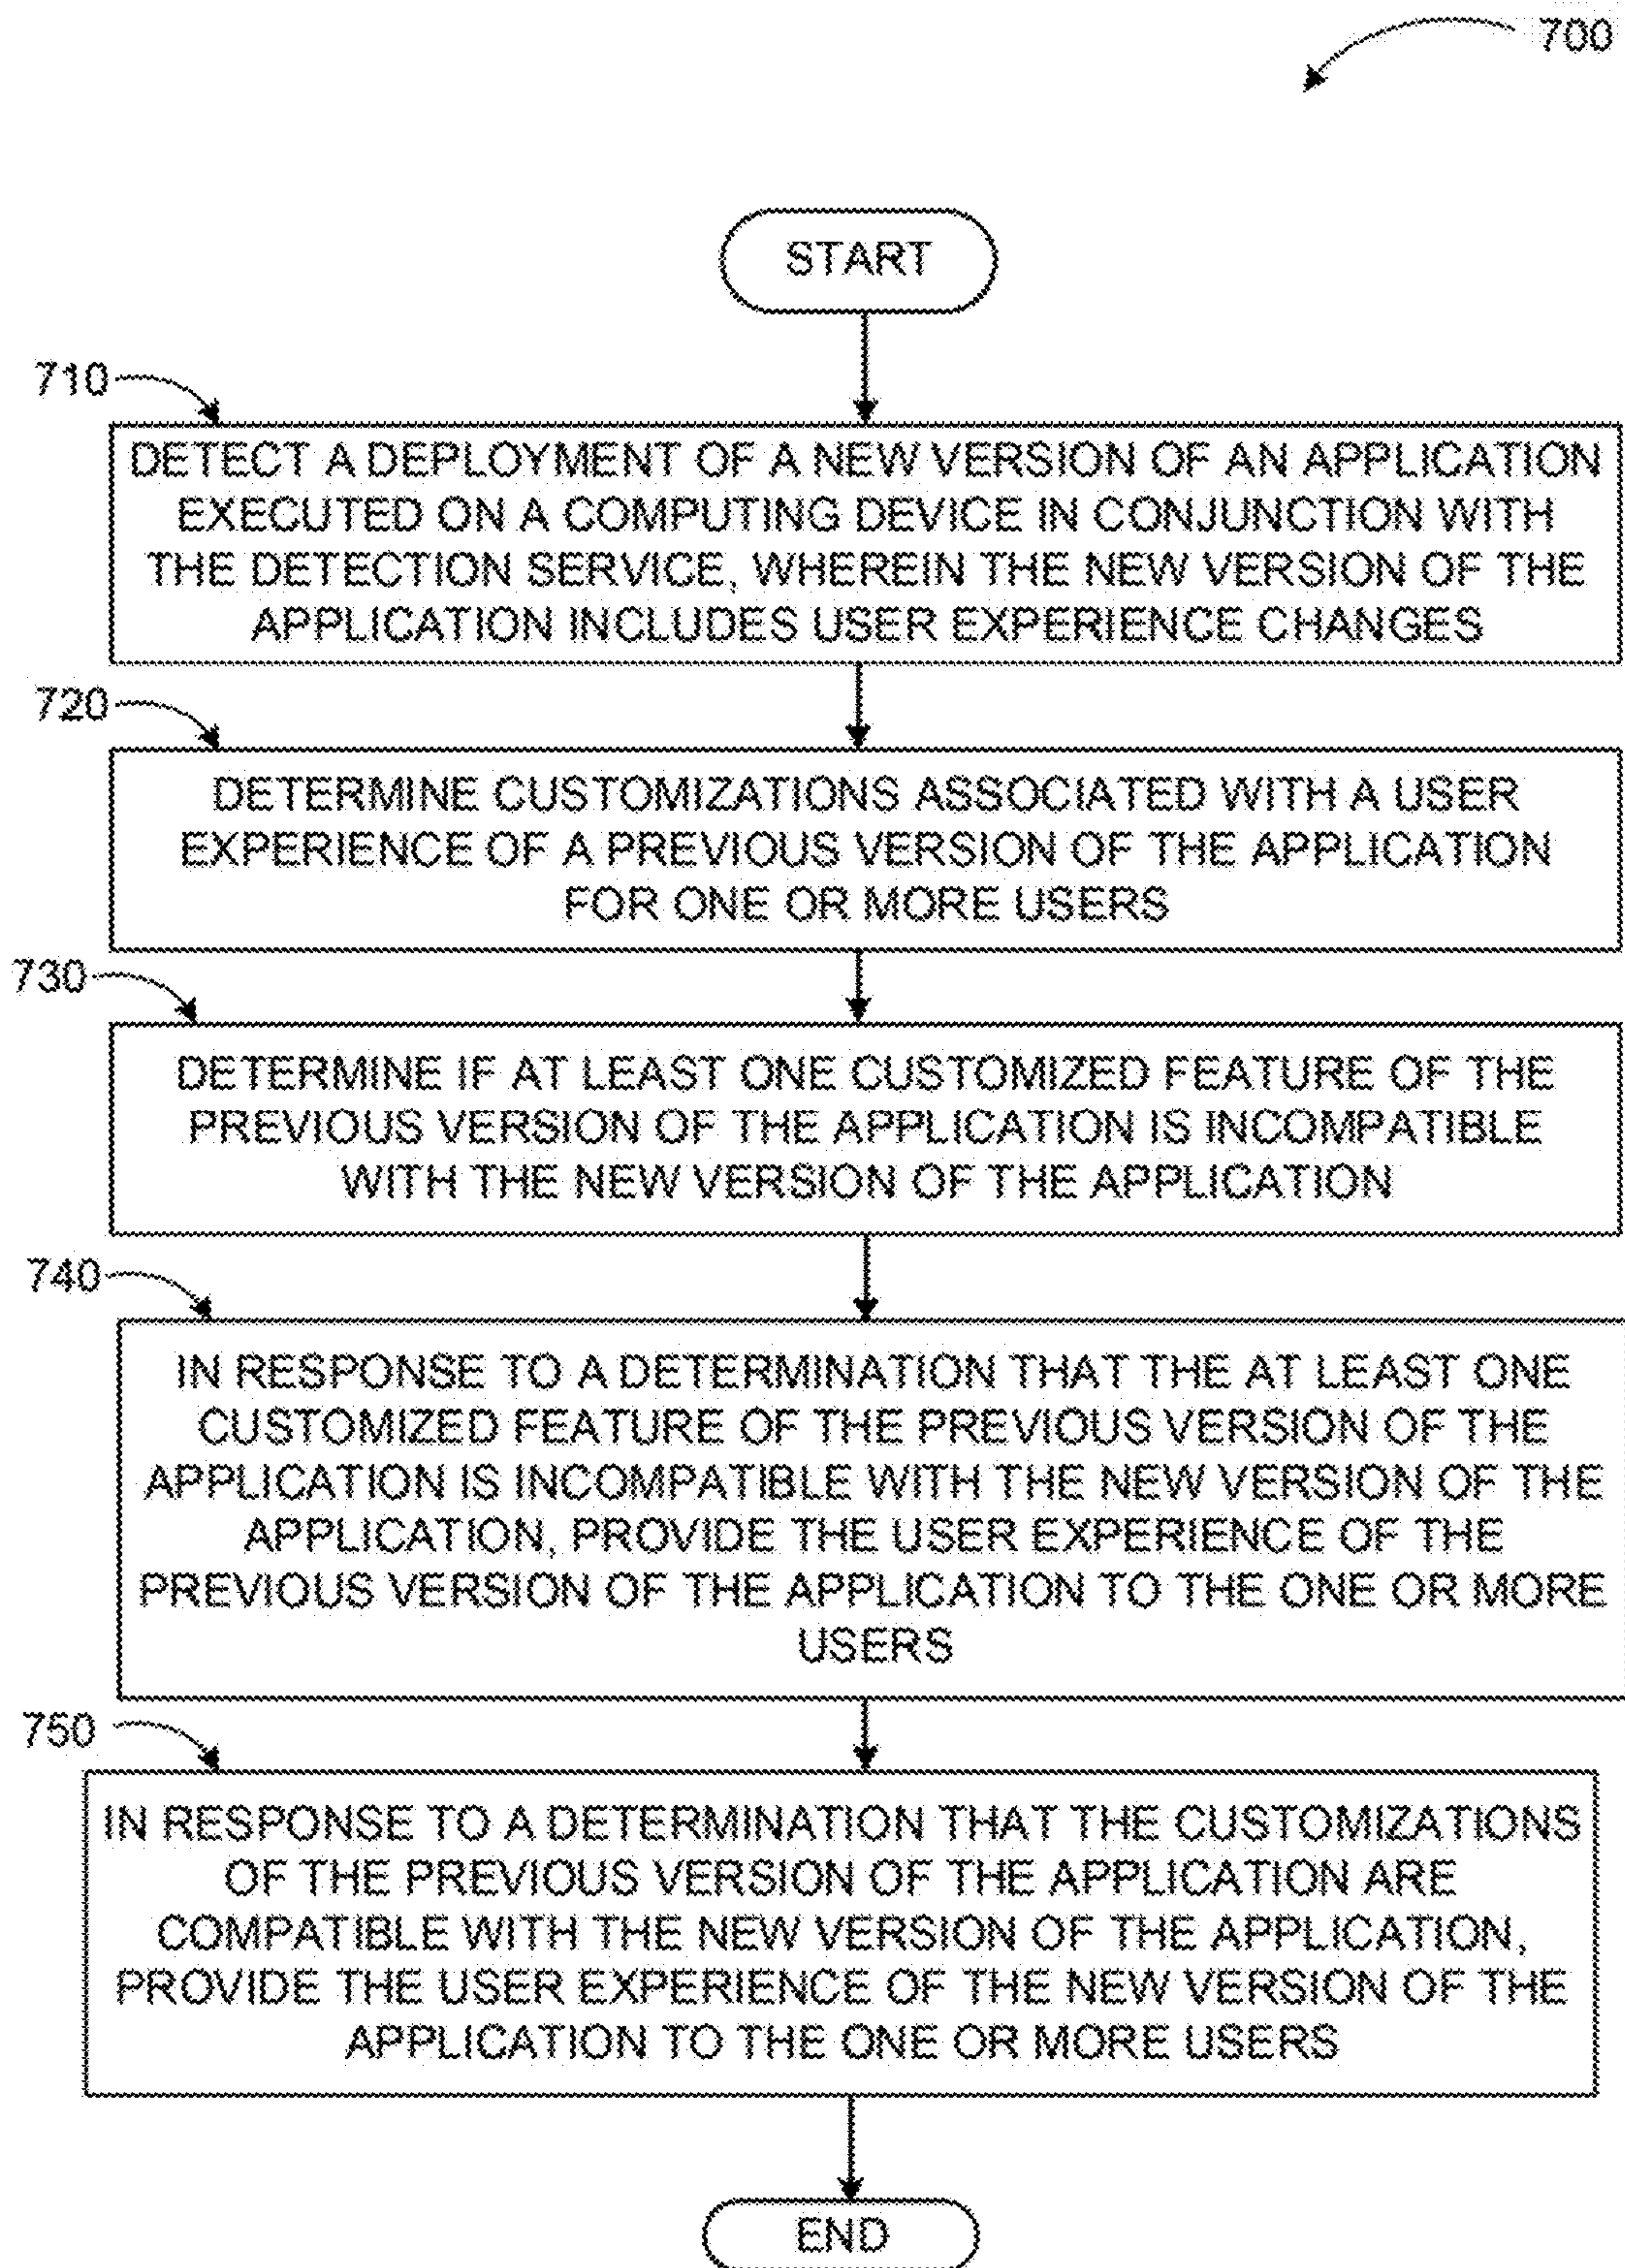 700
START
710
DETECT A DEPLOYMENT OF A NEW VERSION OF AN APPLICATION
EXECUTED ON A COMPUTING DEVICE IN CONJUNCTION WITH
THE DETECTION SERVICE, WHEREIN THE NEW VERSION OF THE
APPLICATION INCLUDES USER EXPERIENCE CHANGES
720
DETERMINE CUSTOMIZATIONS ASSOCIATED WITH A USER
EXPERIENCE OF A PREVIOUS VERSION OF THE APPLICATION
FOR ONE OR MORE USERS
730
DETERMINE IF AT LEAST ONE CUSTOMIZED FEATURE OF THE
PREVIOUS VERSION OF THE APPLICATION IS INCOMPATIBLE
WITH THE NEW VERSION OF THE APPLICATION
740
IN RESPONSE TO A DETERMINATION THAT THE AT LEAST ONE
CUSTOMIZED FEATURE OF THE PREVIOUS VERSION OF THE
APPLICATION IS INCOMPATIBLE WITH THE NEW VERSION OF THE
APPLICATION, PROVIDE THE USER EXPERIENCE OF THE
PREVIOUS VERSION OF THE APPLICATION TO THE ONE OR MORE
USERS
750
IN RESPONSE TO A DETERMINATION THAT THE CUSTOMIZATIONS
OF THE PREVIOUS VERSION OF THE APPLICATION ARE
COMPATIBLE WITH THE NEW VERSION OF THE APPLICATION,
PROVIDE THE USER EXPERIENCE OF THE NEW VERSION OF THE
APPLICATION TO THE ONE OR MORE USERS
END